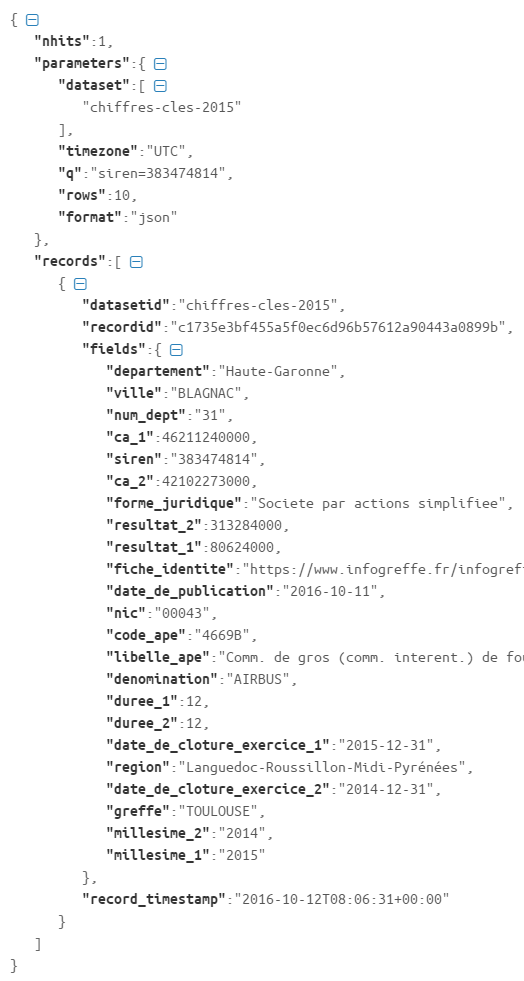 {
"nhits":1,
"parameters":{
"dataset":[
"chiffres-cles-2015"
],
"timezone":"UTC",
"q":"siren=383474814",
"rows":10,
"format":"json"
},
"records":[
{
"datasetid":"chiffres-cles-2015",
"recordid":"c1735e3bf455a5f0ec6d96b57612a90443a0899b",
"fields":{
"departement":"Haute-Garonne",
"ville":"BLAGNAC",
"num_dept":"31",
"ca_1":46211240000,
"siren":"383474814",
"ca_2":42102273000,
"forme_juridique":"Societe par actions simplifiee",
"resultat_2":313284000,
"resultat_1":80624000,
"fiche_identite":"https://www.infogreffe.fr/infogref
"date_de_publication":"2016-10-11",
"nic":"00043",
"code_ape":"4669B",
"libelle_ape":"Comm. de gros (comm. interent.) de fou
"denomination":"AIRBUS",
"duree_1":12,
"duree_2":12,
"date_de_cloture_exercice_1":"2015-12-31",
"region":"Languedoc-Roussillon-Midi-Pyrénées",
"date_de_cloture_exercice_2":"2014-12-31",
"greffe":"TOULOUSE",
"millesime_2":"2014",
"millesime_1":"2015"
},
"record_timestamp":"2016-10-12T08:06:31+00:00"
}
]
}